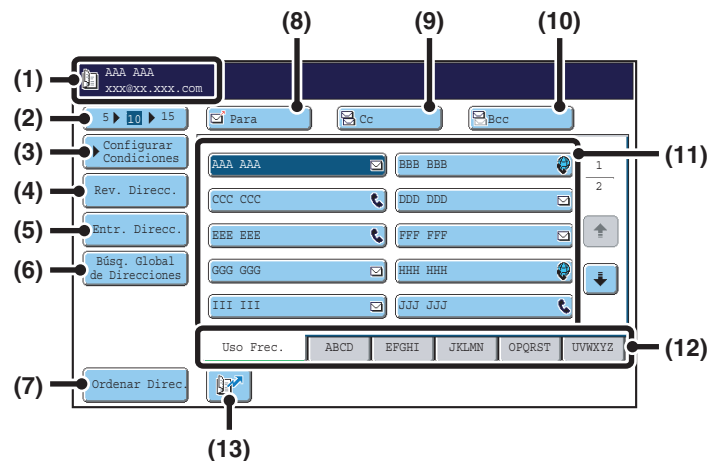 (8) (9) (10)
(1) AAA AAA
xxx@xx.xxx.com
(2) 5 10 15 Para Cc Bcc
(3) Configurar
Condiciones
(4) Rev. Direcc.
(5) Entr. Direcc.
(6) Búsq. Global
de Direcciones
AAA AAA BBB BBB (11)
CCC CCC DDD DDD
EEE EEE FFF FFF
GGG GGG HHH HHH
III III JJJ JJJ
1
2
Uso Frec. ABCD EFGHI JKLMN OPQRST UVWXYZ (12)
(7) Ordenar Direc.
(13)